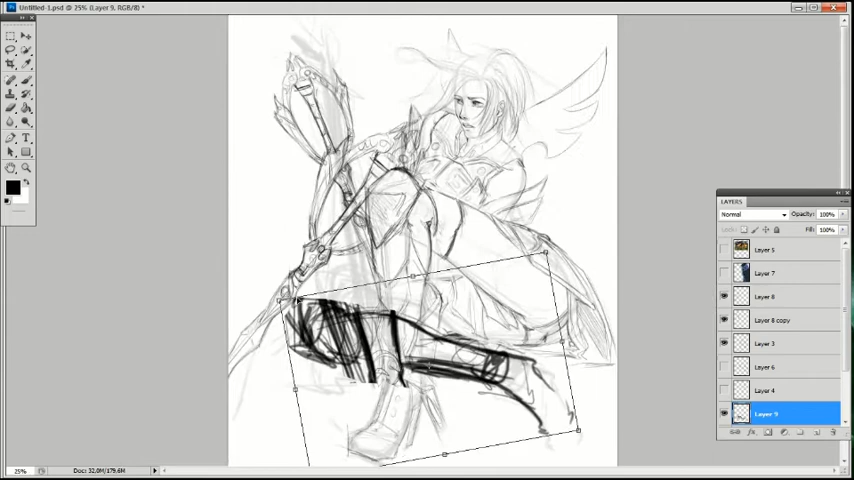 Untitled-1.psd @ 25% (Layer 9, RGB/8) *
LAYERS
Normal
Opacity: 100%
Lock:
Fill: 100%
Layer 5
Layer 7
Layer 8
Layer 8 copy
Layer 3
Layer 6
Layer 4
Layer 9
25%
Doc: 32.0M/179.6M